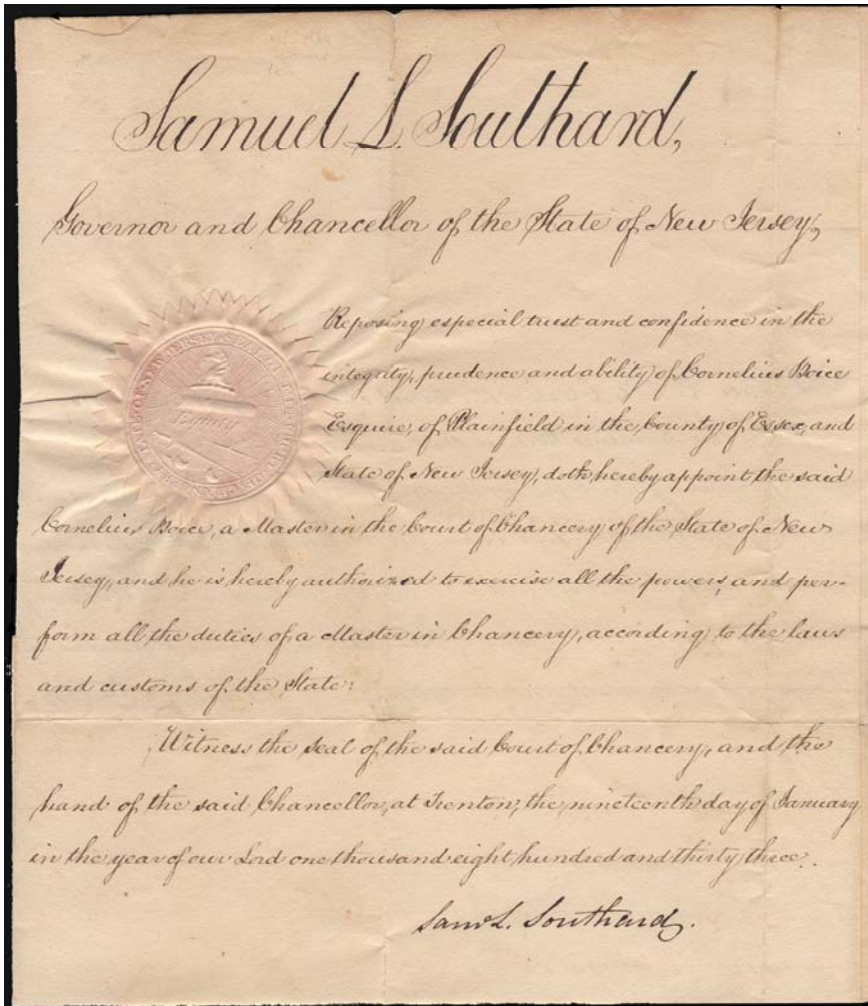 Samuel L. Southard,
Governor and Chancellor of the State of New Jersey,
Reposing especial trust and confidence in the
integrity, prudence and ability of Cornelius Boice
Esquire, of Plainfield in the County of Essex, and
State of New Jersey, doth hereby appoint the said
Cornelius Boice, a Master in the Court of Chancery of the State of New
Jersey, and he is hereby authorized to exercise all the powers, and per-
form all the duties of a Master in Chancery, according to the laws
and customs of the State:
Witness the seal of the said Court of Chancery, and the
hand of the said Chancellor, at Trenton, the nineteenth day of January
in the year of our Lord one thousand eight hundred and thirty three.
Saml. L. Southard.
Equity